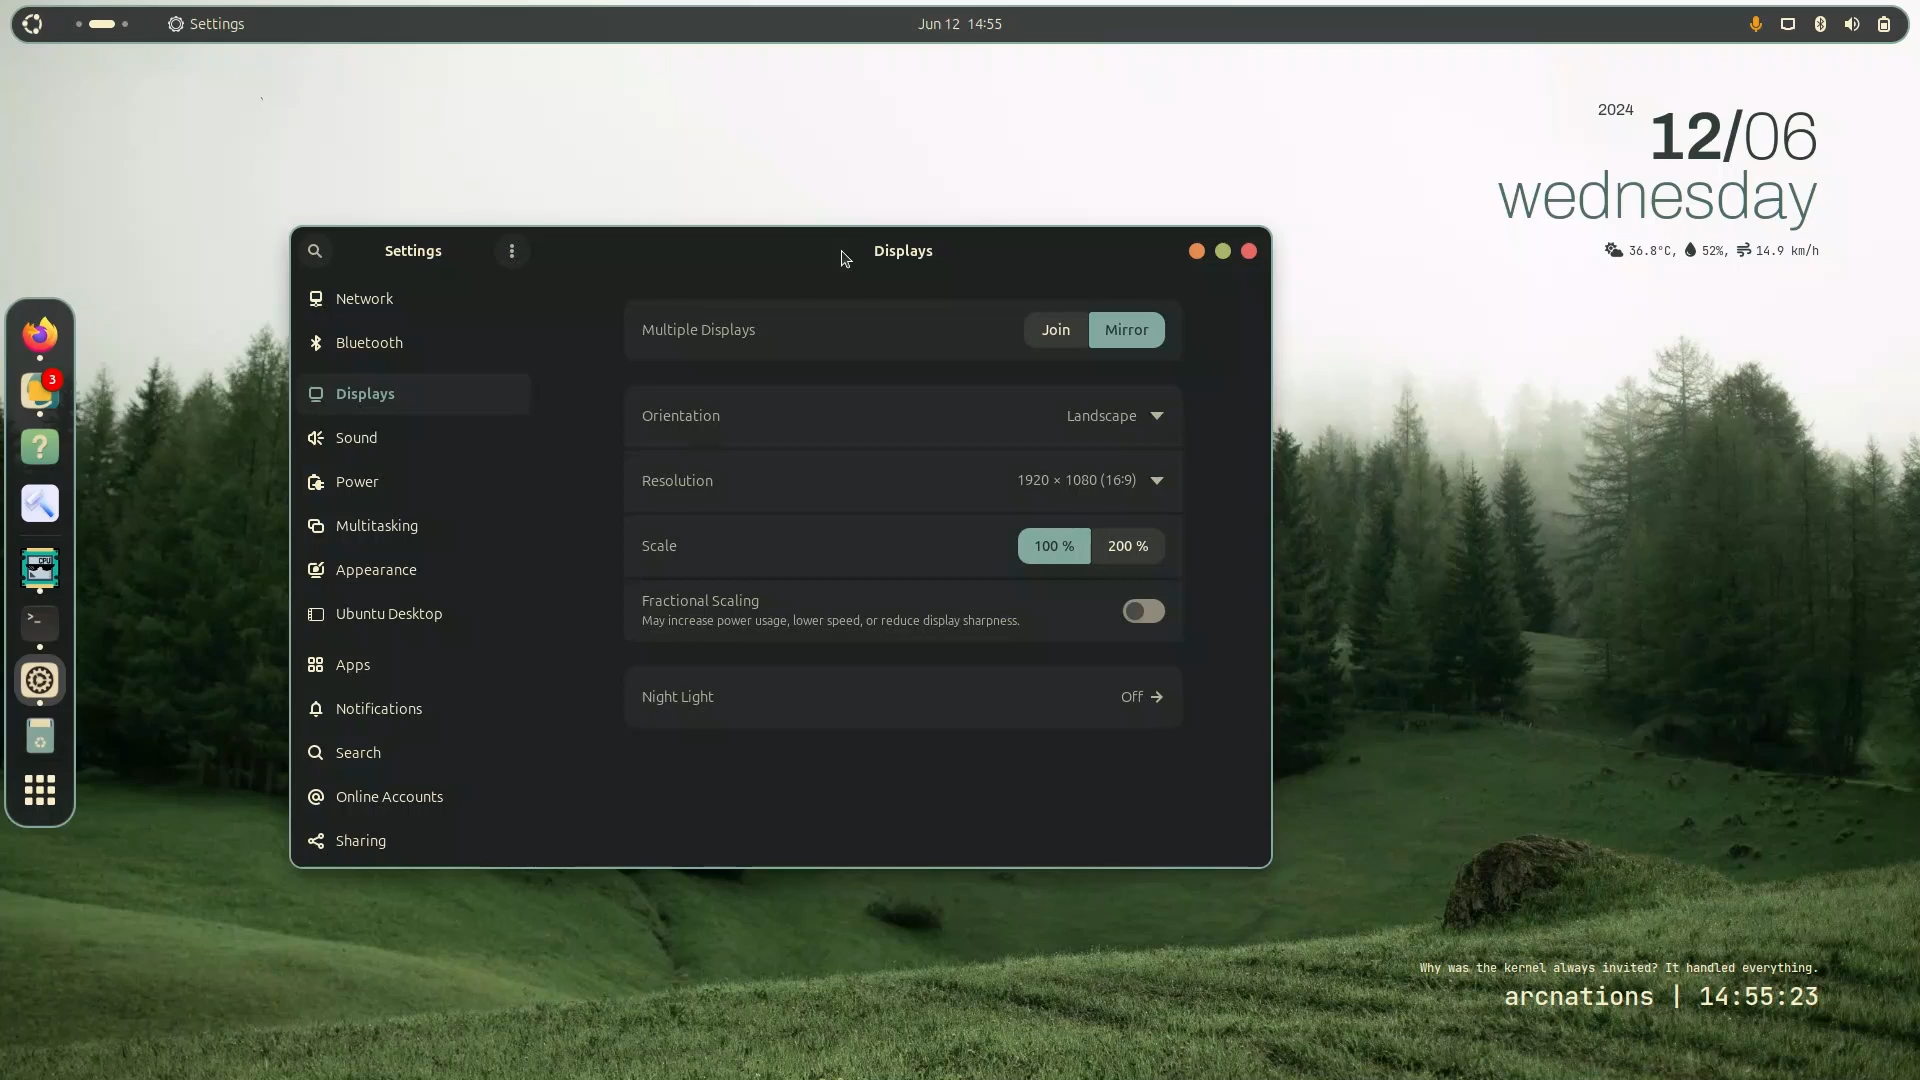 Settings
Jun 12 14:55
2024
12/06
wednesday
36.8°C, 52%, 14.9 km/h
Settings
Displays
Network
Bluetooth
Displays
Sound
Power
Multitasking
Appearance
Ubuntu Desktop
Apps
Notifications
Search
Online Accounts
Sharing
Multiple Displays
Join
Mirror
Orientation
Landscape
Resolution
1920 × 1080 (16:9)
Scale
100 %
200 %
Fractional Scaling
May increase power usage, lower speed, or reduce display sharpness.
Night Light
Off
3
?
CPU
>_
Why was the kernel always invited? It handled everything.
arcnations | 14:55:23